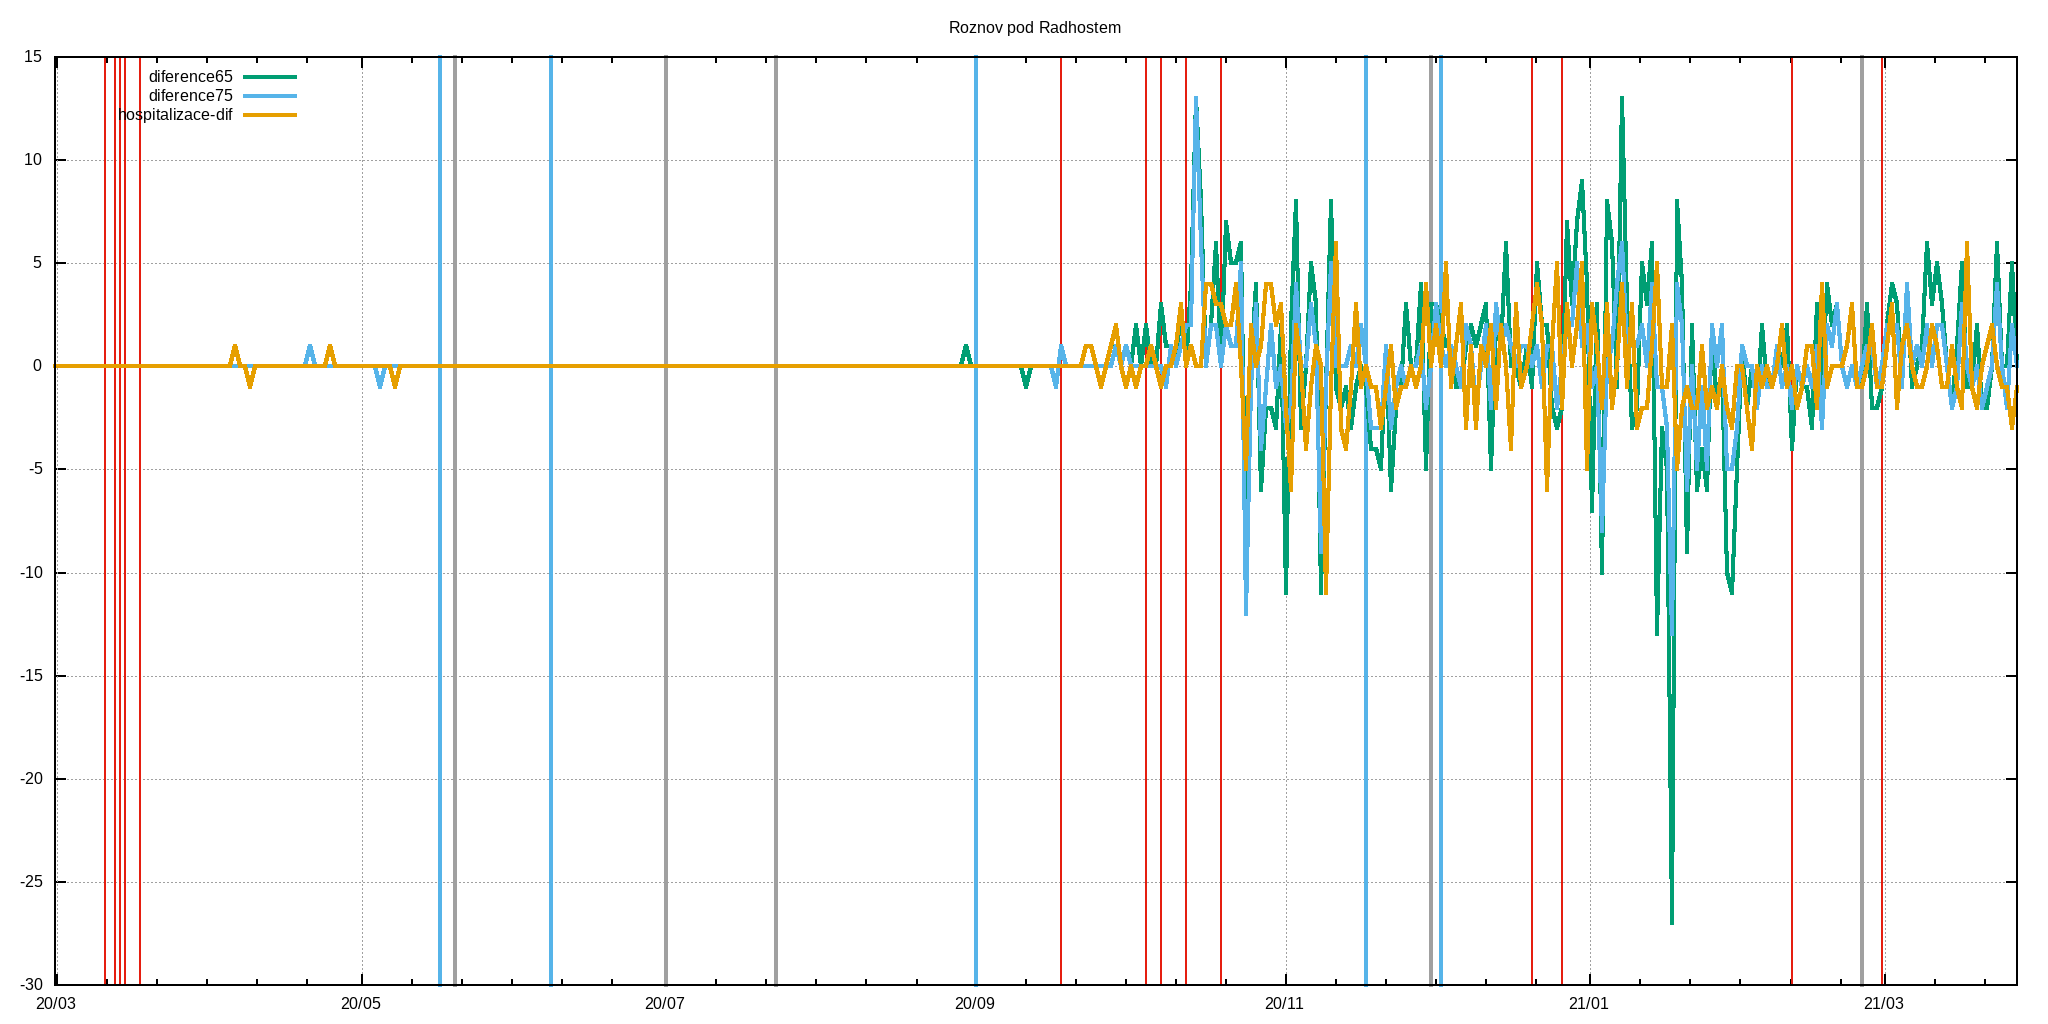 Roznov pod Radhostem
15
diference65
diference75
hospitalizace-dif
10
5
0
-5
-10
-15
-20
-25
-30
20/03 20/05 20/07 20/09 20/11 21/01 21/03